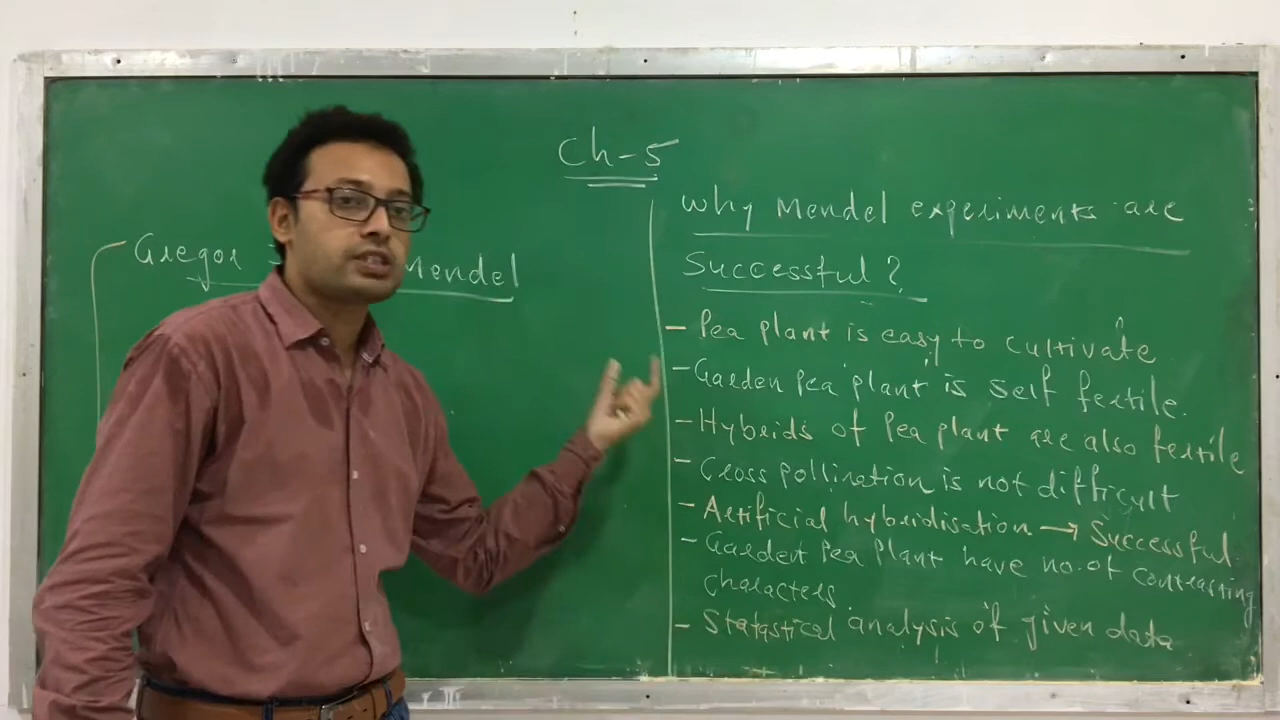 Ch-5
Gregor Mendel
Why Mendel experiments are
Successful?
- Pea plant is easy to cultivate
- Garden Pea plant is self fertile.
- Hybrids of Pea plant are also fertile
- Cross pollination is not difficult
- Artificial hybridisation → Successful.
- Garden Pea Plant have no. of contrasting
characters
- Statastical analysis of given data